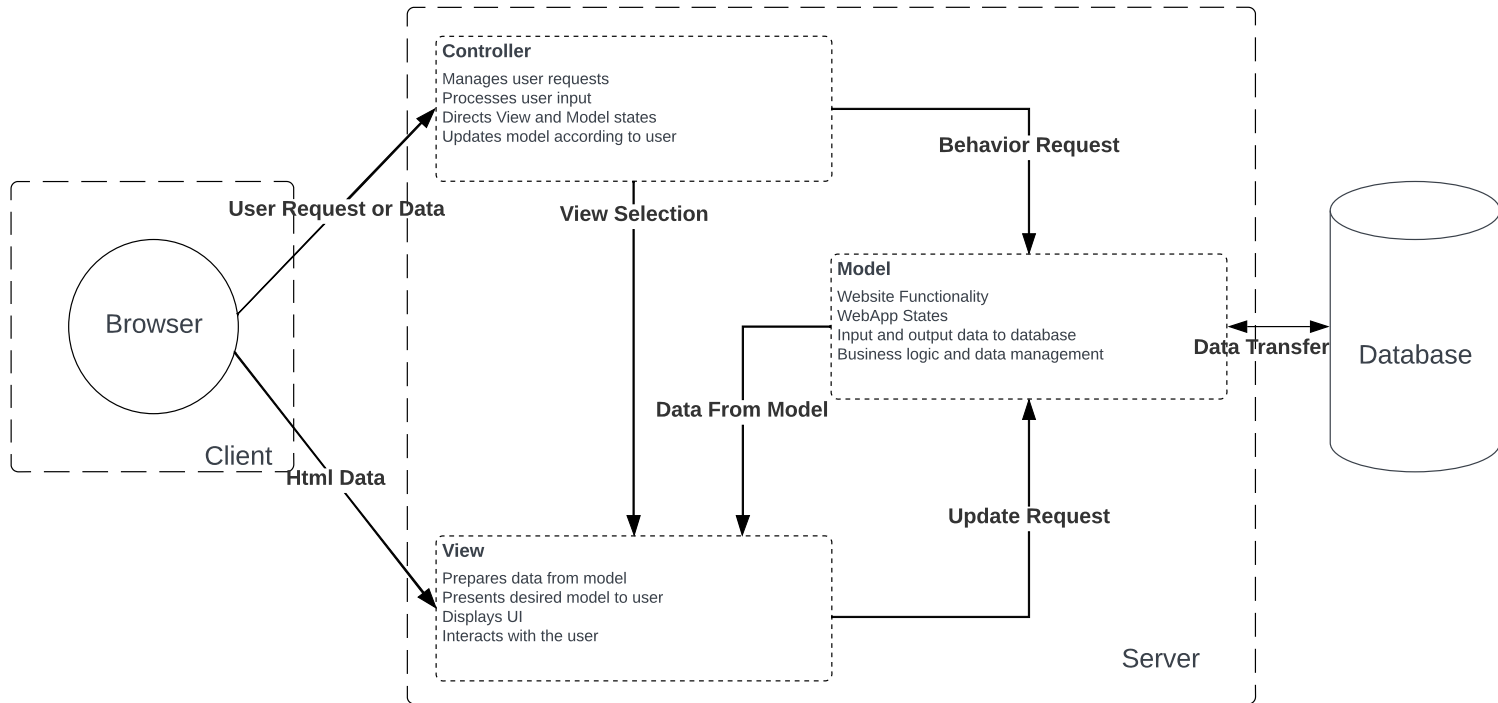 Controller
Manages user requests
Processes user input
Directs View and Model states
Updates model according to user
Behavior Request
User Request or Data
View Selection
Model
Website Functionality
WebApp States
Input and output data to database
Business logic and data management
Browser
Data Transfer
Database
Data From Model
Client
Html Data
Update Request
View
Prepares data from model
Presents desired model to user
Displays UI
Interacts with the user
Server